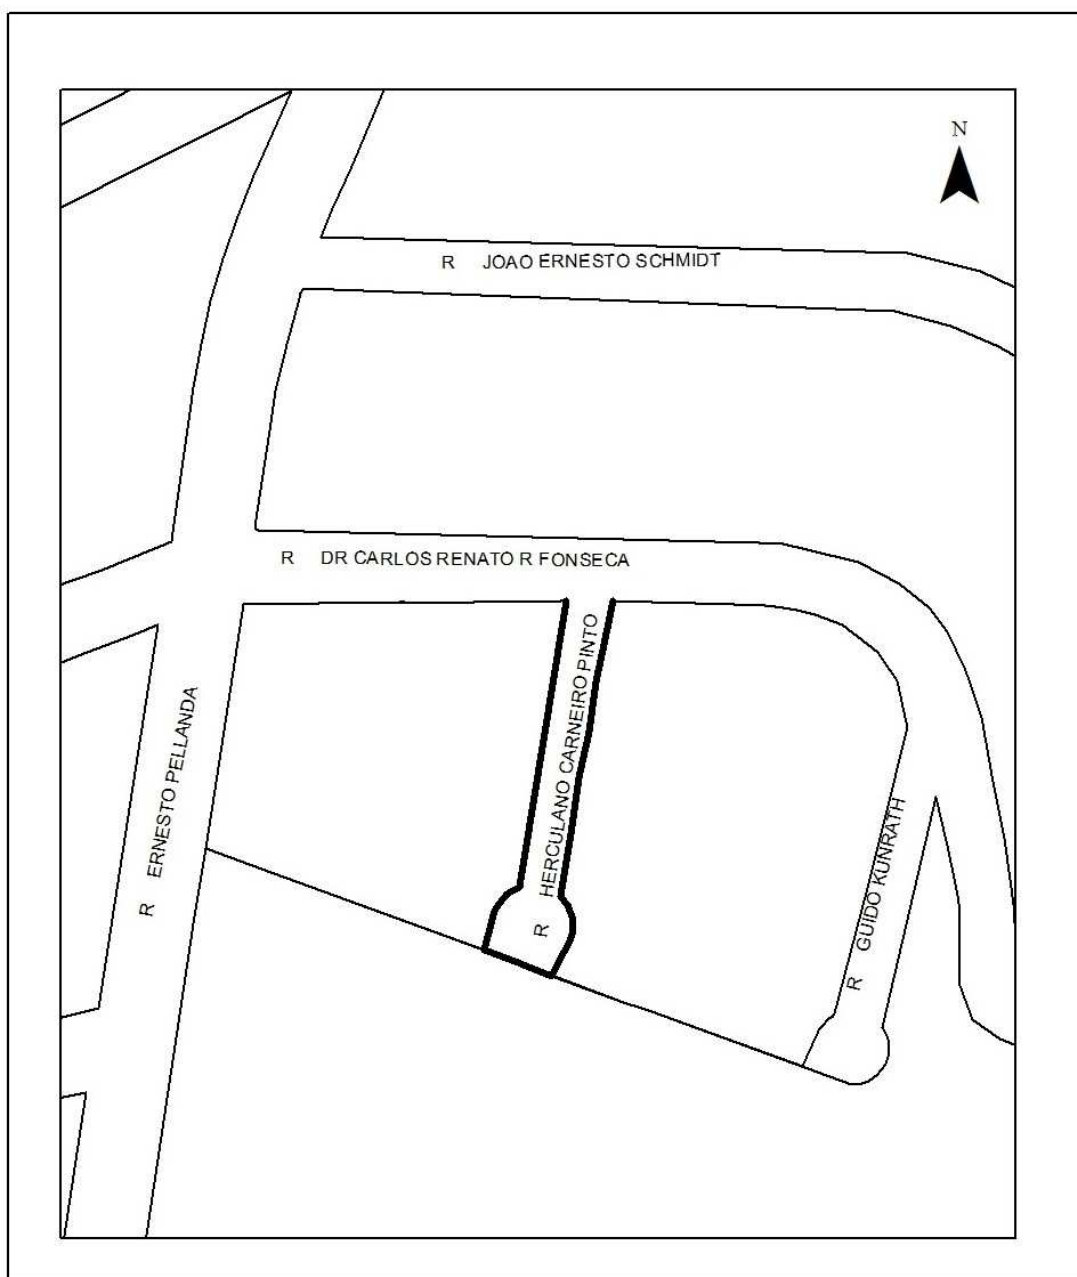 N
R JOAO ERNESTO SCHMIDT
R DR CARLOS RENATO R FONSECA
R HERCULANO CARNEIRO PINTO
R ERNESTO PELLANDA
R GUIDO KUNRATH